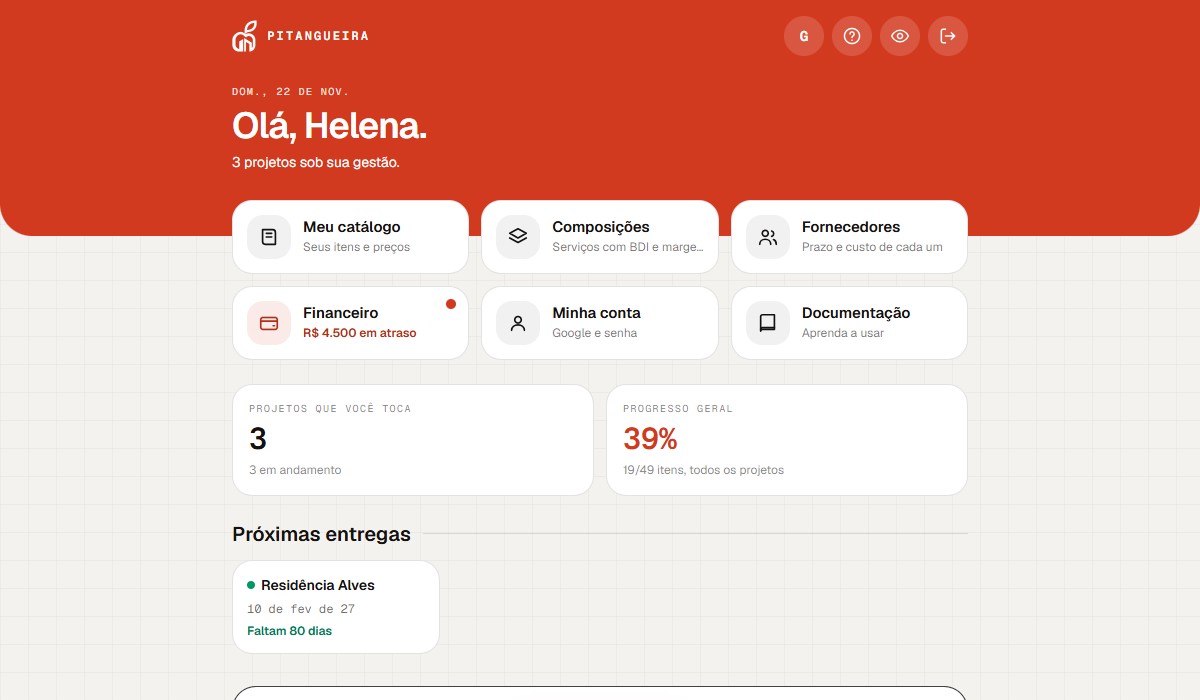 PITANGUEIRA
G
DOM., 22 DE NOV.
Olá, Helena.
3 projetos sob sua gestão.
Meu catálogo
Seus itens e preços
Composições
Serviços com BDI e marge…
Fornecedores
Prazo e custo de cada um
Financeiro
R$ 4.500 em atraso
Minha conta
Google e senha
Documentação
Aprenda a usar
PROJETOS QUE VOCÊ TOCA
3
3 em andamento
PROGRESSO GERAL
39%
19/49 itens, todos os projetos
Próximas entregas
Residência Alves
10 de fev de 27
Faltam 80 dias